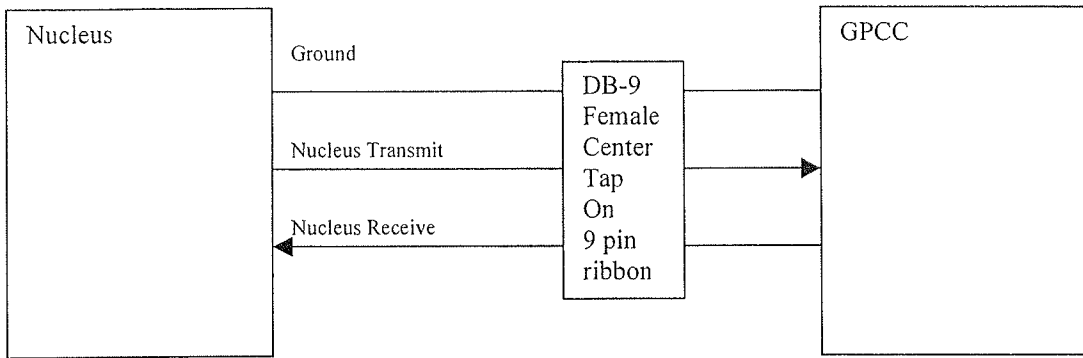 Nucleus
GPCC
Ground
DB-9
Female
Center
Tap
On
9 pin
ribbon
Nucleus Transmit
Nucleus Receive